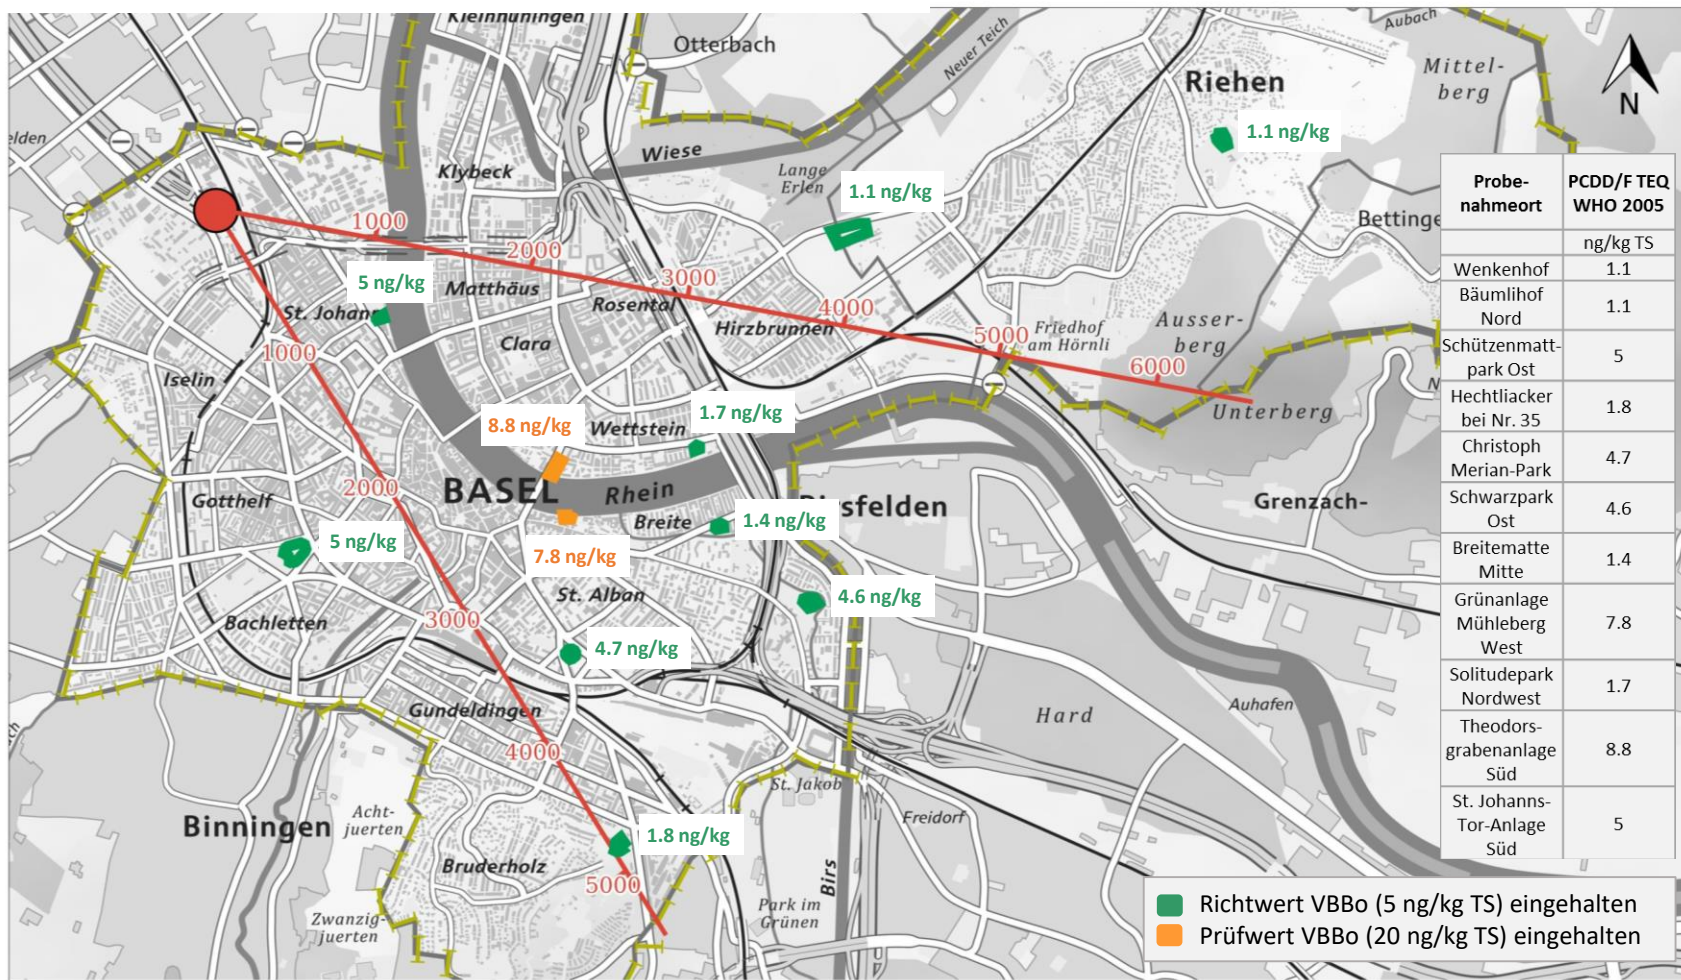 Kleinhüningen
Otterbach
Neuer Teich
Aubach
Mittel-
berg
N
Riehen
1.1 ng/kg
elden
Wiese
Klybeck
Lange
Erlen
1.1 ng/kg
Bettinge
1000
2000
3000
4000
5000
6000
5 ng/kg
Matthäus
St. Johann
Rosental
Clara
Hirzbrunnen
Friedhof
am Hörnli
Ausser-
berg
Unterberg
1000
Iselin
8.8 ng/kg
Wettstein
1.7 ng/kg
Gotthelf
2000
BASEL
Rhein
Breite
1.4 ng/kg
Birsfelden
Grenzach-
5 ng/kg
7.8 ng/kg
St. Alban
4.6 ng/kg
Bachletten
3000
4.7 ng/kg
Gundeldingen
4000
Hard
Auhafen
St. Jakob
Freidorf
Binningen
Acht-
juerten
Bruderholz
1.8 ng/kg
5000
Birs
Park im
Grünen
Zwanzig-
juerten
Probe-
nahmeort
PCDD/F TEQ
WHO 2005
ng/kg TS
Wenkenhof
1.1
Bäumlihof
Nord
1.1
Schützenmatt-
park Ost
5
Hechtliacker
bei Nr. 35
1.8
Christoph
Merian-Park
4.7
Schwarzpark
Ost
4.6
Breitematte
Mitte
1.4
Grünanlage
Mühleberg
West
7.8
Solitudepark
Nordwest
1.7
Theodors-
grabenanlage
Süd
8.8
St. Johanns-
Tor-Anlage
Süd
5
Richtwert VBBo (5 ng/kg TS) eingehalten
Prüfwert VBBo (20 ng/kg TS) eingehalten